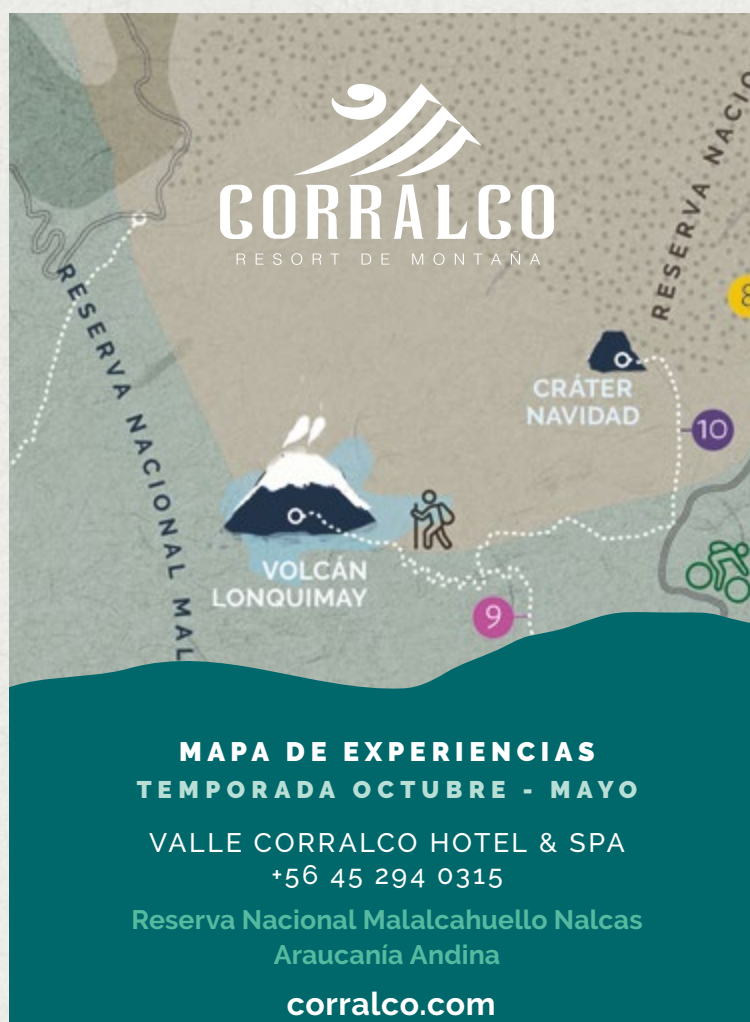 CORRALCO
RESORT DE MONTAÑA
RESERVA NACIO
8
CRÁTER
NAVIDAD
10
RESERVA NACIONAL MAL
VOLCÁN
LONQUIMAY
9
MAPA DE EXPERIENCIAS
TEMPORADA OCTUBRE - MAYO
VALLE CORRALCO HOTEL & SPA
+56 45 294 0315
Reserva Nacional Malalcahuello Nalcas
Araucanía Andina
corralco.com